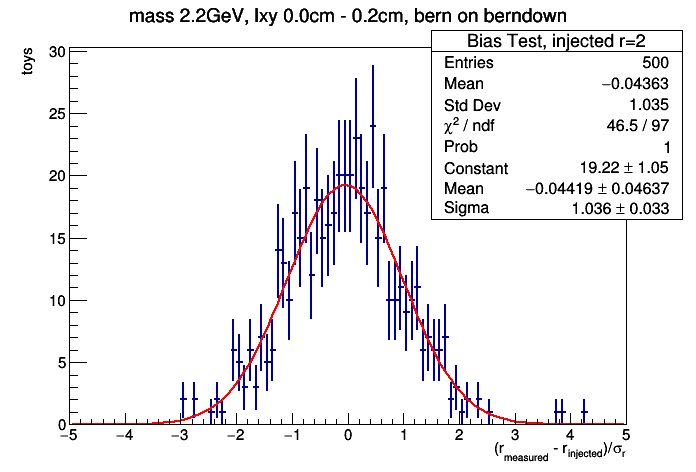 mass 2.2GeV, lxy 0.0cm - 0.2cm, bern on berndown
Bias Test, injected r=2
Entries 500
Mean −0.04363
Std Dev 1.035
χ² / ndf 46.5 / 97
Prob 1
Constant 19.22 ± 1.05
Mean −0.04419 ± 0.04637
Sigma 1.036 ± 0.033
toys
30
25
20
15
10
5
0
−5 −4 −3 −2 −1 0 1 2 3 4 5
(r_measured - r_injected)/σ_r